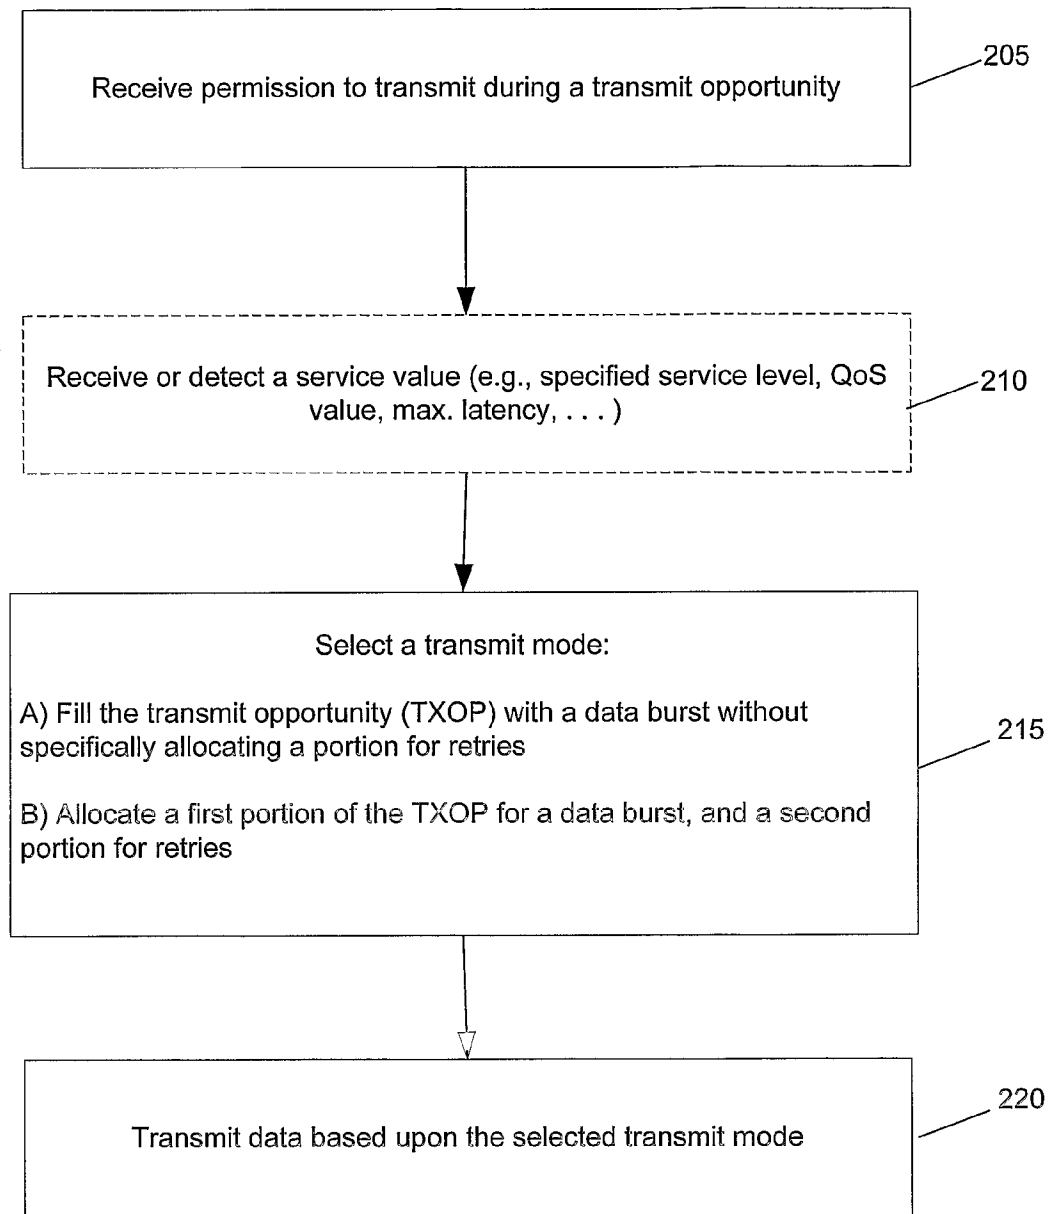 Receive permission to transmit during a transmit opportunity
205
Receive or detect a service value (e.g., specified service level, QoS
value, max. latency, . . . )
210
Select a transmit mode:
A) Fill the transmit opportunity (TXOP) with a data burst without
specifically allocating a portion for retries
B) Allocate a first portion of the TXOP for a data burst, and a second
portion for retries
215
Transmit data based upon the selected transmit mode
220